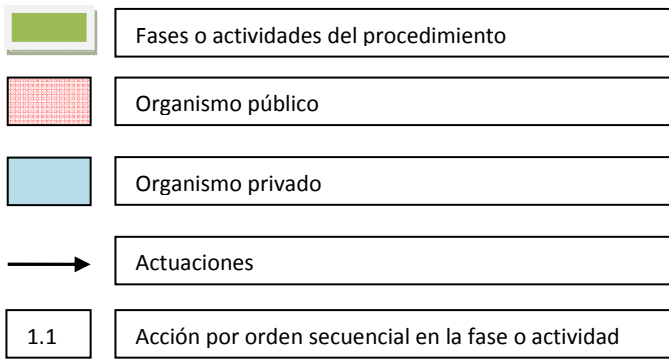 Fases o actividades del procedimiento
Organismo público
Organismo privado
Actuaciones
1.1 Acción por orden secuencial en la fase o actividad